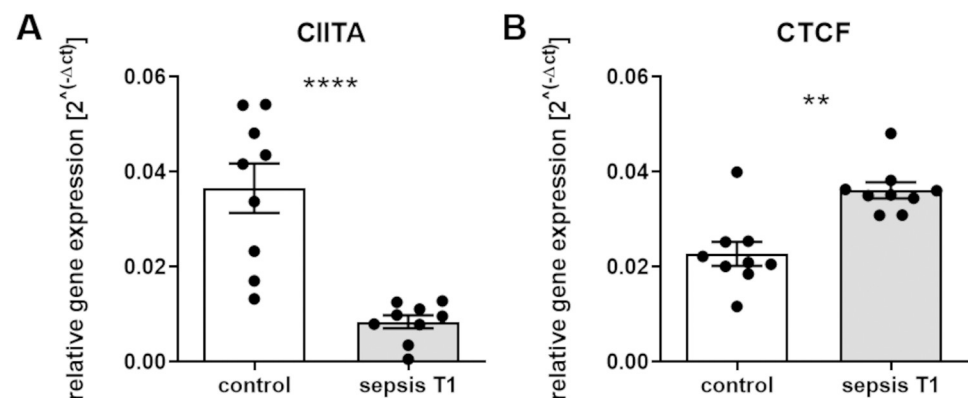 A
CIITA
relative gene expression [2^(-Δct)]
0.06
0.04
0.02
0.00
****
control
sepsis T1
B
CTCF
relative gene expression [2^(-Δct)]
0.06
0.04
0.02
0.00
**
control
sepsis T1